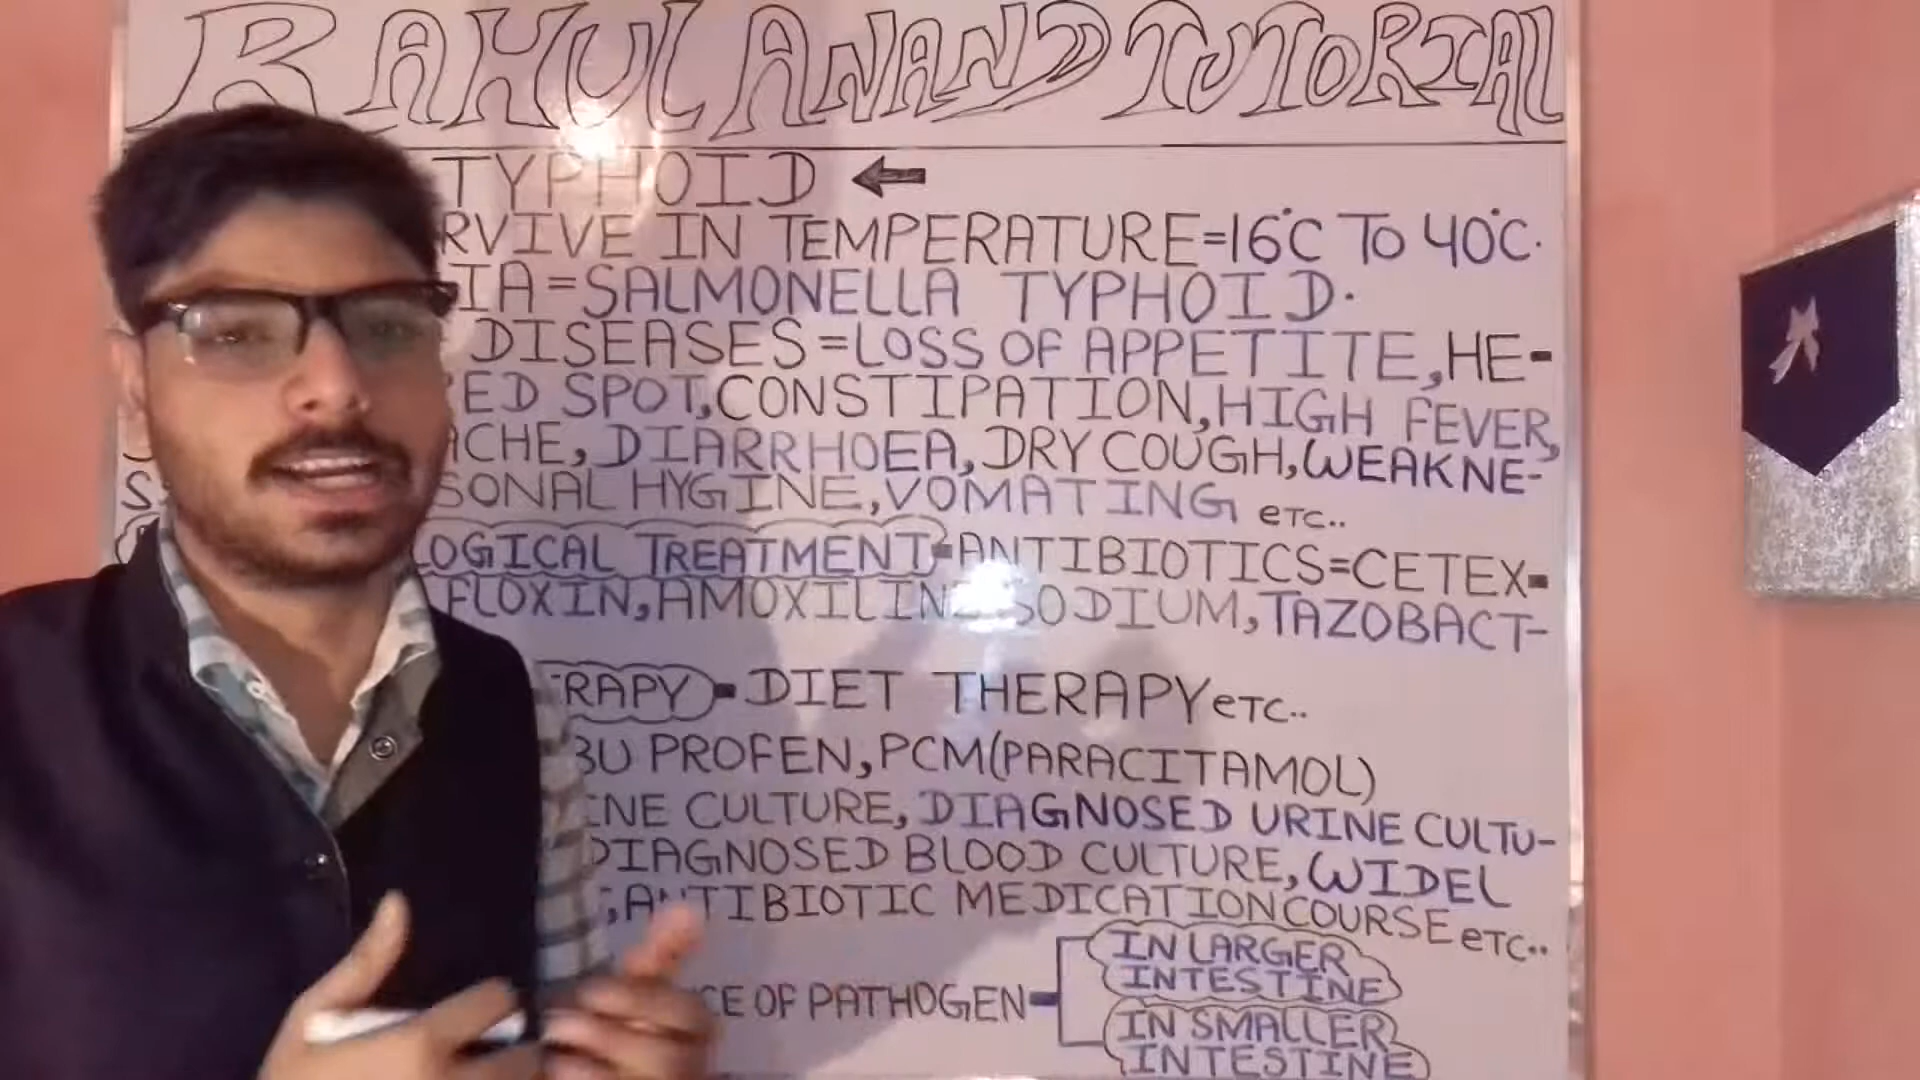 RAHUL ANAND TUTORIAL
TYPHOID ←
RVIVE IN TEMPERATURE=16°C TO 40°C.
IA=SALMONELLA TYPHOID.
DISEASES=LOSS OF APPETITE,HE-
ED SPOT,CONSTIPATION,HIGH FEVER,
ACHE,DIARRHOEA,DRY COUGH,WEAKNE-
S SONAL HYGINE,VOMATING eTC..
LOGICAL TREATMENT-ANTIBIOTICS=CETEX-
FLOXIN,AMOXILIN SODIUM,TAZOBACT-
RAPY-DIET THERAPY eTC..
BU PROFEN,PCM(PARACITAMOL)
INE CULTURE,DIAGNOSED URINE CULTU-
DIAGNOSED BLOOD CULTURE,WIDEL
,ANTIBIOTIC MEDICATION COURSE eTC..
CE OF PATHOGEN-
IN LARGER
INTESTINE
IN SMALLER
INTESTINE